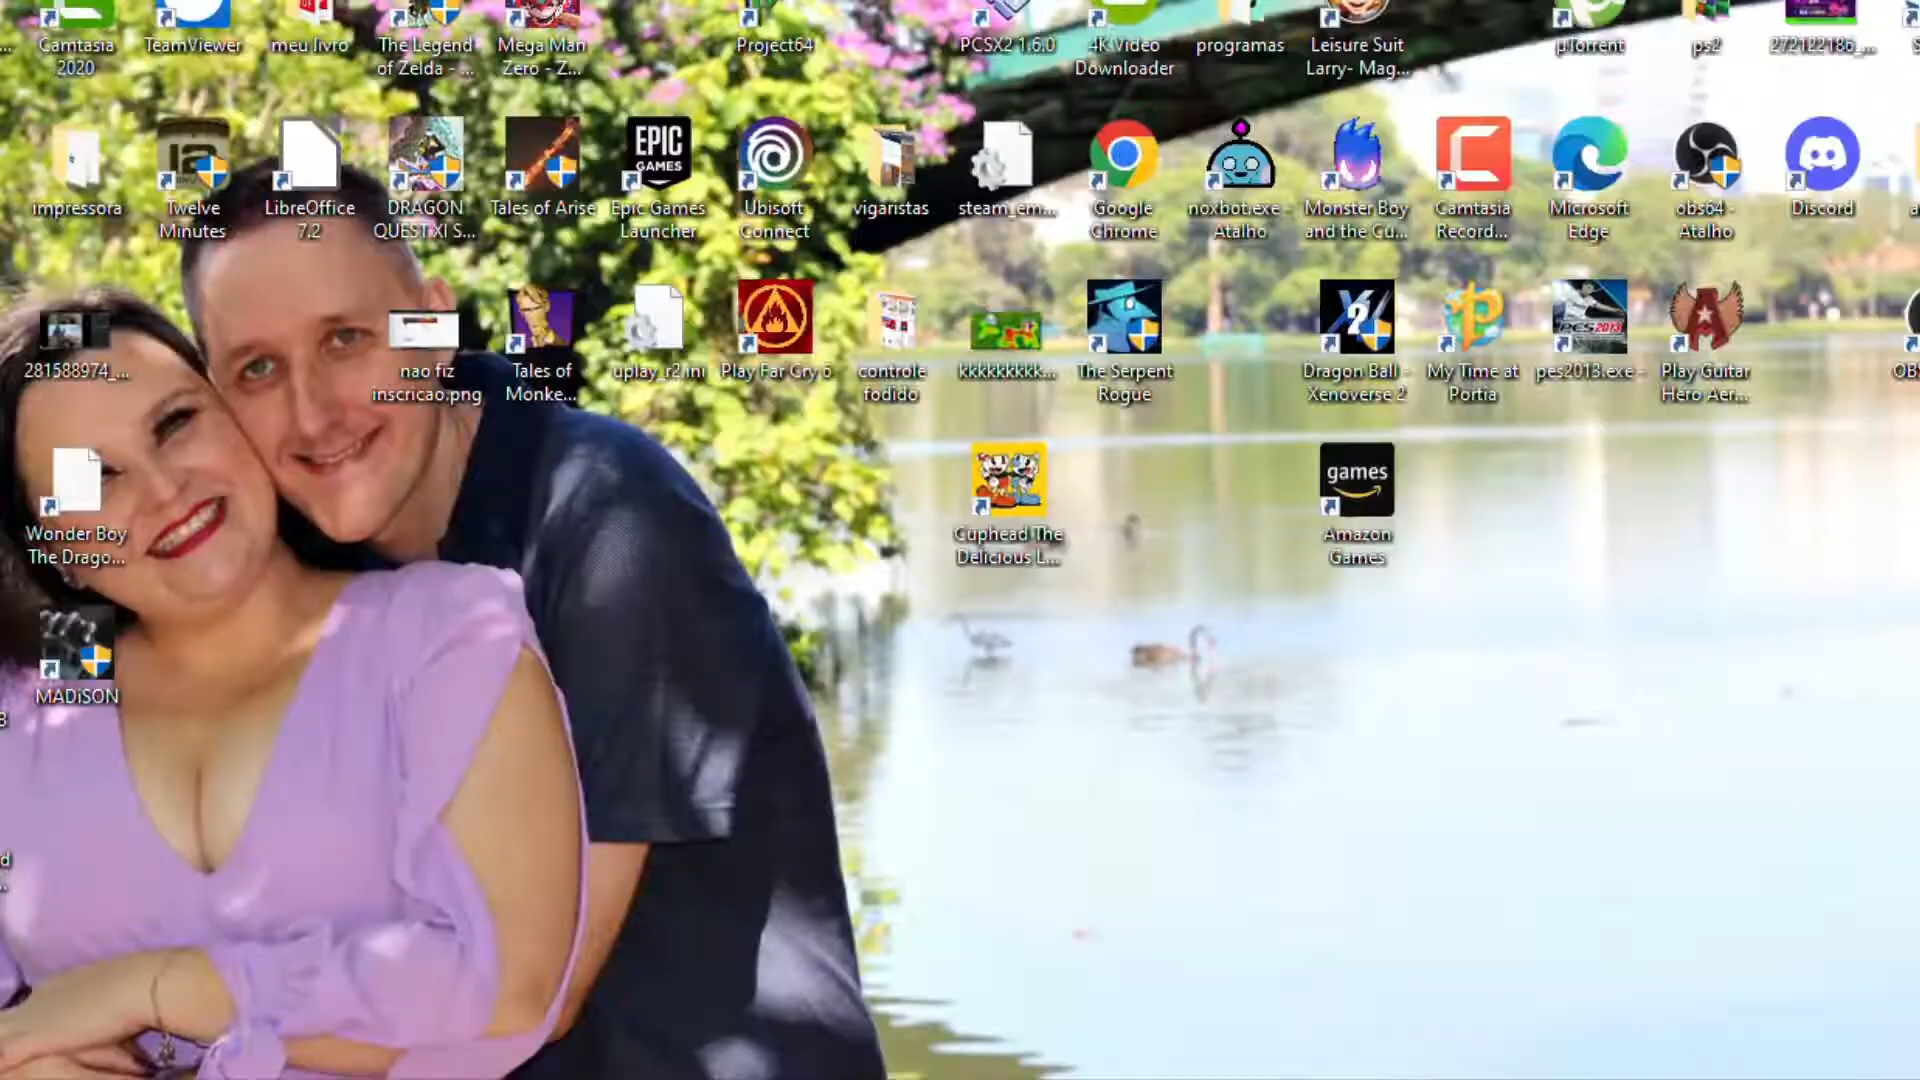 Camtasia
2020
TeamViewer
meu livro
The Legend
of Zelda - ...
Mega Man
Zero - Z...
Project64
PCSX2 1.6.0
4K Video
Downloader
programas
Leisure Suit
Larry- Mag...
µTorrent
ps2
272122186_...
impressora
Twelve
Minutes
LibreOffice
7.2
DRAGON
QUEST XI S...
Tales of Arise
EPIC
GAMES
Epic Games
Launcher
Ubisoft
Connect
vigaristas
steam_em...
Google
Chrome
noxbot.exe -
Atalho
Monster Boy
and the Cu...
Camtasia
Record...
Microsoft
Edge
obs64 -
Atalho
Discord
281588974_...
nao fiz
inscricao.png
Tales of
Monke...
uplay_r2.ini
Play Far Cry 6
controle
fodido
kkkkkkkkk...
The Serpent
Rogue
Dragon Ball -
Xenoverse 2
My Time at
Portia
PES2013
pes2013.exe -
Play Guitar
Hero Aer...
Wonder Boy
The Drago...
Cuphead The
Delicious L...
games
Amazon
Games
MADiSON